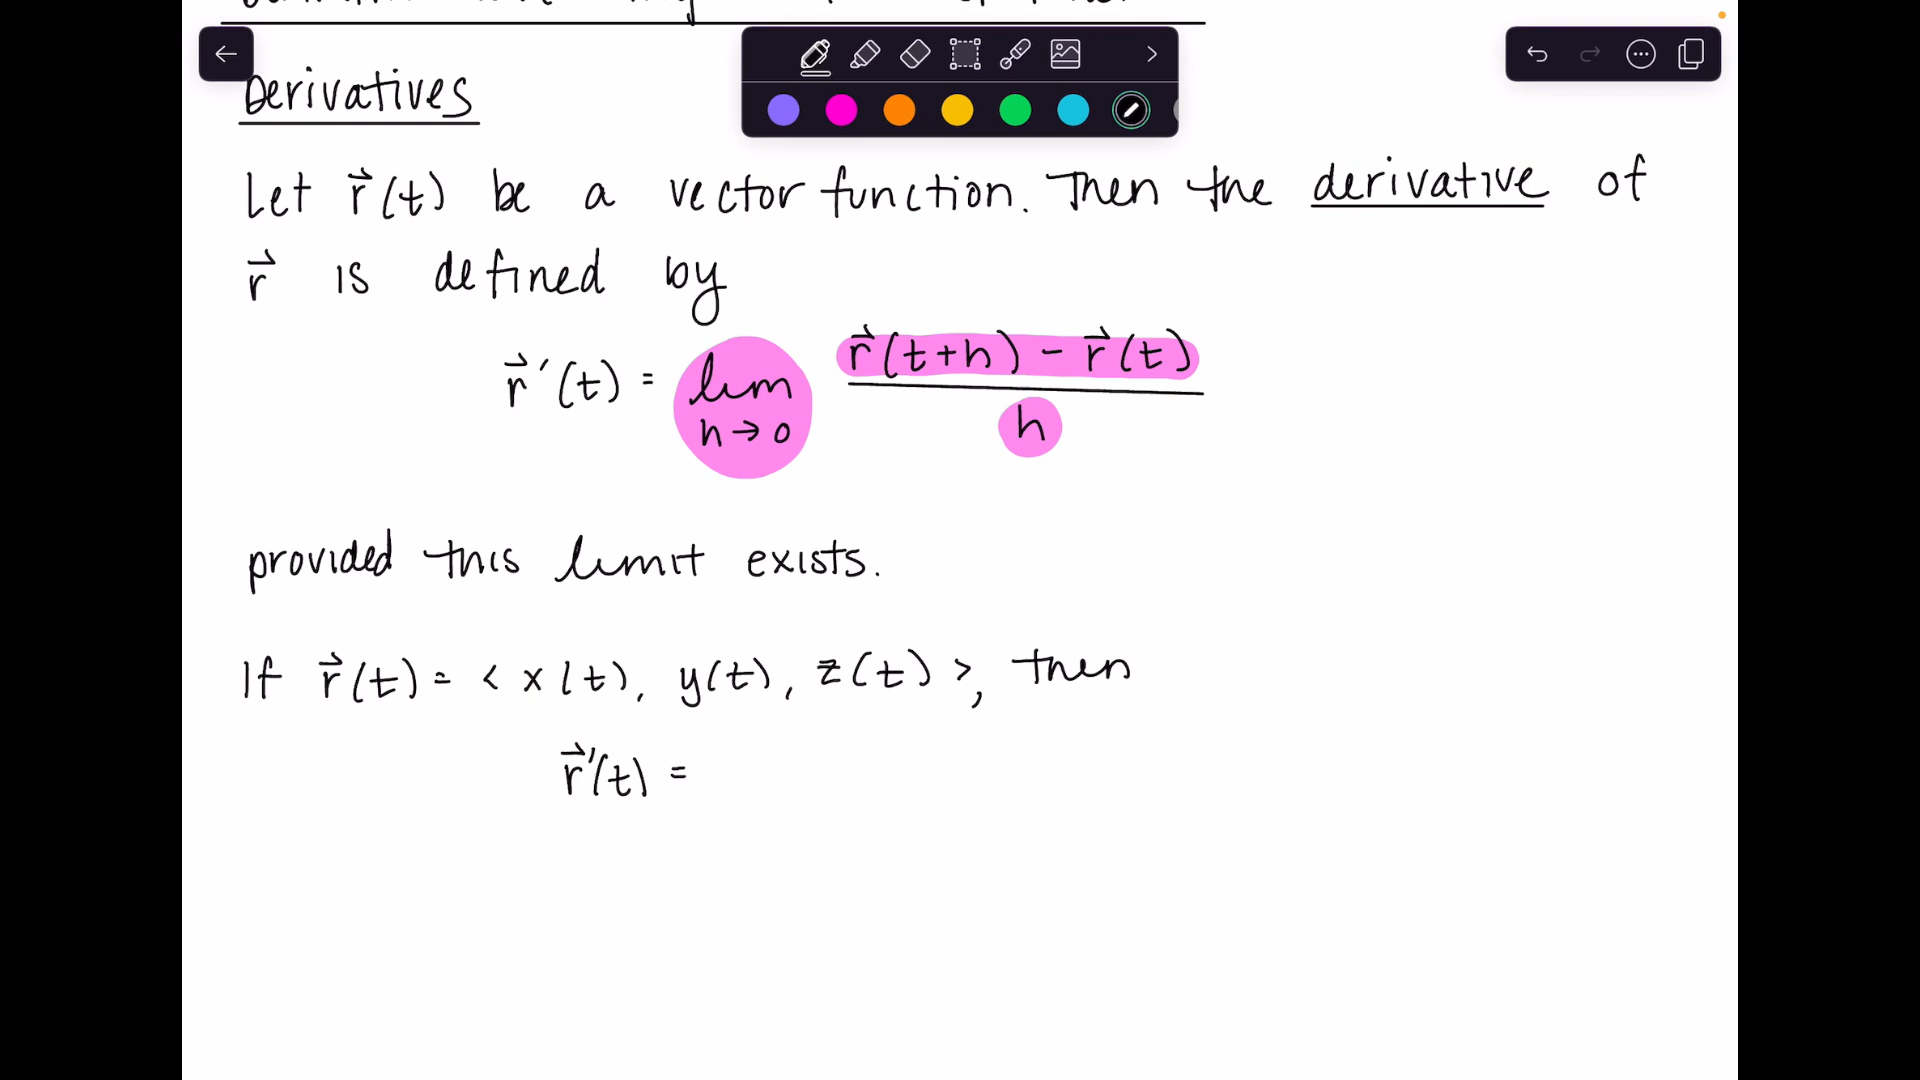 Derivatives
Let r⃗(t) be a vector function. Then the derivative of
r⃗ is defined by
r⃗'(t) = lim h→0 (r⃗(t+h) - r⃗(t)) / h
provided this limit exists.
If r⃗(t) = < x(t), y(t), z(t) >, then
r⃗'(t) =